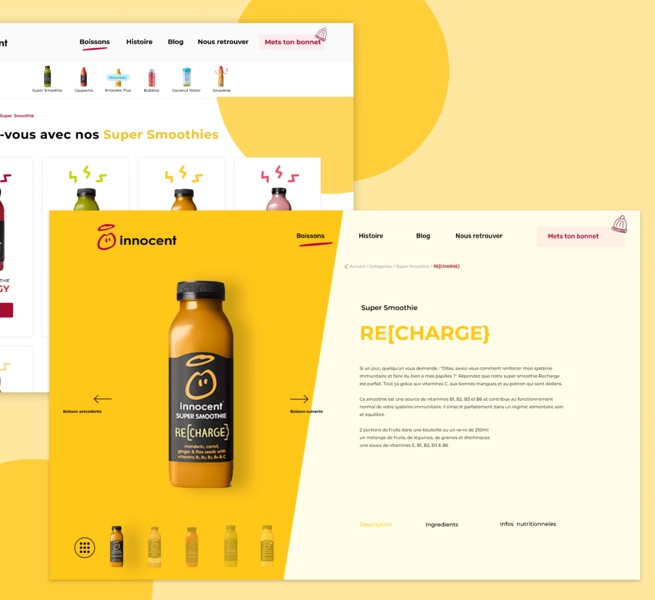 nt
Boissons
Histoire
Blog
Nous retrouver
Mets ton bonnet
Super Smoothie
Gazpacho
Bubbles
Coconut Water
Smoothie
Super Smoothie
-vous avec nos Super Smoothies
THIE
GY
innocent
Boissons
Histoire
Blog
Nous retrouver
Mets ton bonnet
Accueil / Catégories / Super Smoothie / RE[CHARGE]
Super Smoothie
RE[CHARGE]
Si un jour, quelqu'un vous demande : "Dites, savez-vous comment renforcer mon système
immunitaire et faire du bien à mes papilles ?" Répondez que notre super smoothie Recharge
est parfait. Tout ça grâce aux vitamines C, aux bonnes mangues et au potiron qui sont dedans.
Ce smoothie est une source de vitamines B1, B2, B3 et B6 et contribue au fonctionnement
normal de votre système immunitaire. Il s'inscrit parfaitement dans un régime alimentaire sain
et équilibré.
2 portions de fruits dans une bouteille ou un verre de 250ml
un mélange de fruits, de légumes, de graines et d'echinacea
une souce de vitamines E, B1, B2, B3 & B6
Boisson précédente
Boisson suivante
innocent
SUPER SMOOTHIE
RE[CHARGE]
mandarin, carrot,
ginger & flax seeds with
vitamins B1, B2, B3, B6 & C
Description
Ingredients
Infos nutritionneles